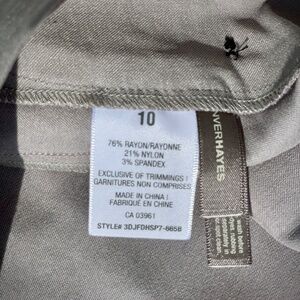 10
76% RAYON/RAYONNE
21% NYLON
3% SPANDEX
EXCLUSIVE OF TRIMMINGS /
GARNITURES NON COMPRISES
MADE IN CHINA /
FABRIQUÉ EN CHINE
CA 03961
STYLE# 3DJFDHSP7-665B
NVERHAYES